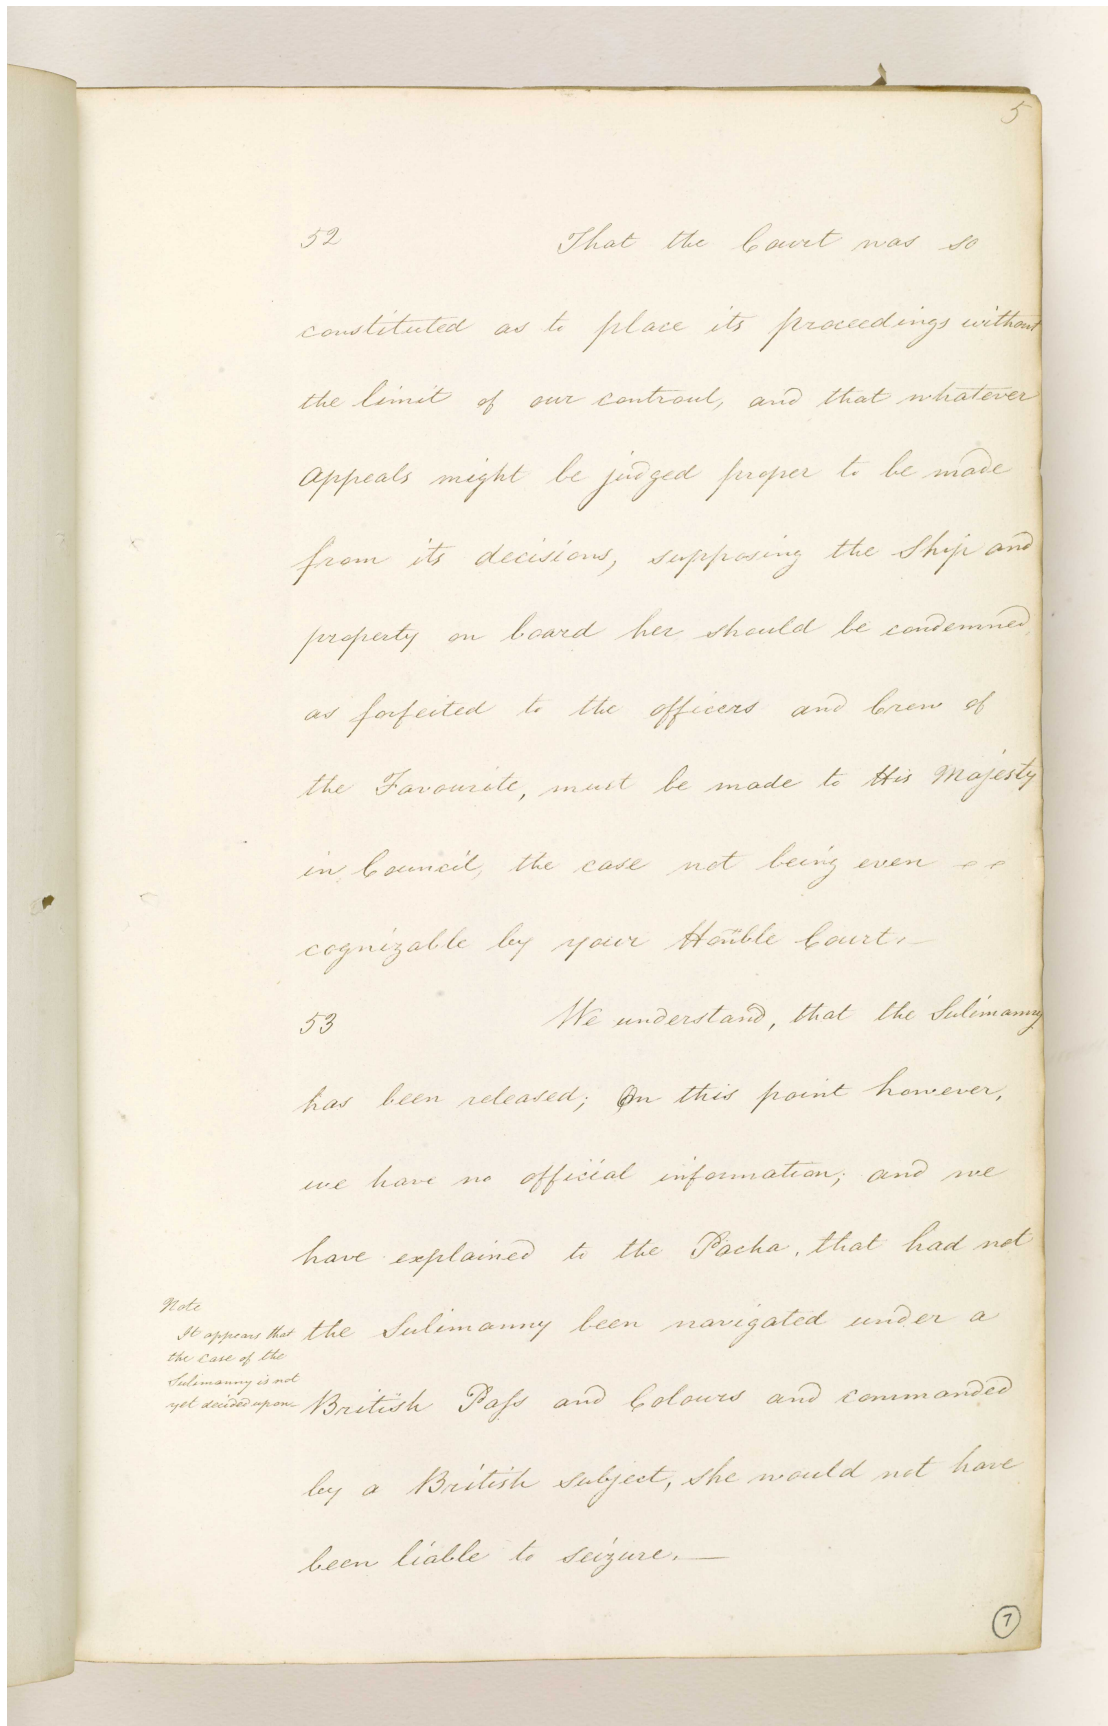 5
52 That the Court was so
constituted as to place its proceedings without
the limit of our controul, and that whatever
Appeals might be judged proper to be made
from its decisions, supposing the Ship and
property on board her should be condemned
as forfeited to the officers and Crew of
the Favourite, must be made to His Majesty
in Council, the case not being even
cognizable by your Honble Court.—
53 We understand, that the Sulimanny
has been released; On this point however,
we have no official information; and we
have explained to the Pacha, that had not
Note
It appears that
the case of the
Sulimanny is not
yet decided upon
the Sulimanny been navigated under a
British Pass and Colours and commanded
by a British subject, she would not have
been liable to seizure.—
7